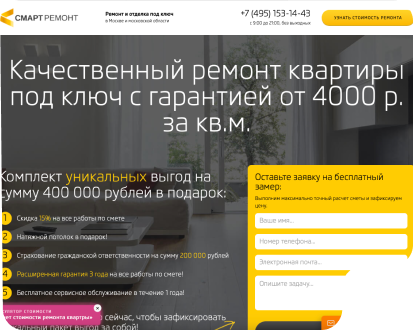 СМАРТ РЕМОНТ
Ремонт и отделка под ключ
в Москве и московской области
+7 (495) 153-14-43
с 9:00 до 21:00, без выходных
УЗНАТЬ СТОИМОСТЬ РЕМОНТА
Качественный ремонт квартиры
под ключ с гарантией от 4000 р.
за кв.м.
Комплект уникальных выгод на
сумму 400 000 рублей в подарок:
1 Скидка 15% на все работы по смете
2 Натяжной потолок в подарок!
3 Страхование гражданской ответственности на сумму 200 000 рублей
4 Расширенная гарантия 3 года на все работы по смете!
5 Бесплатное сервисное обслуживание в течение 1 года!
сейчас, чтобы зафиксировать
пакет выгод за собой!
Оставьте заявку на бесплатный
замер:
Выполним максимально точный расчет сметы и зафиксируем
цену.
Ваше имя...
Номер телефона...
Электронная почта...
Опишите задачу...
стоимости
стоимости ремонта квартиры